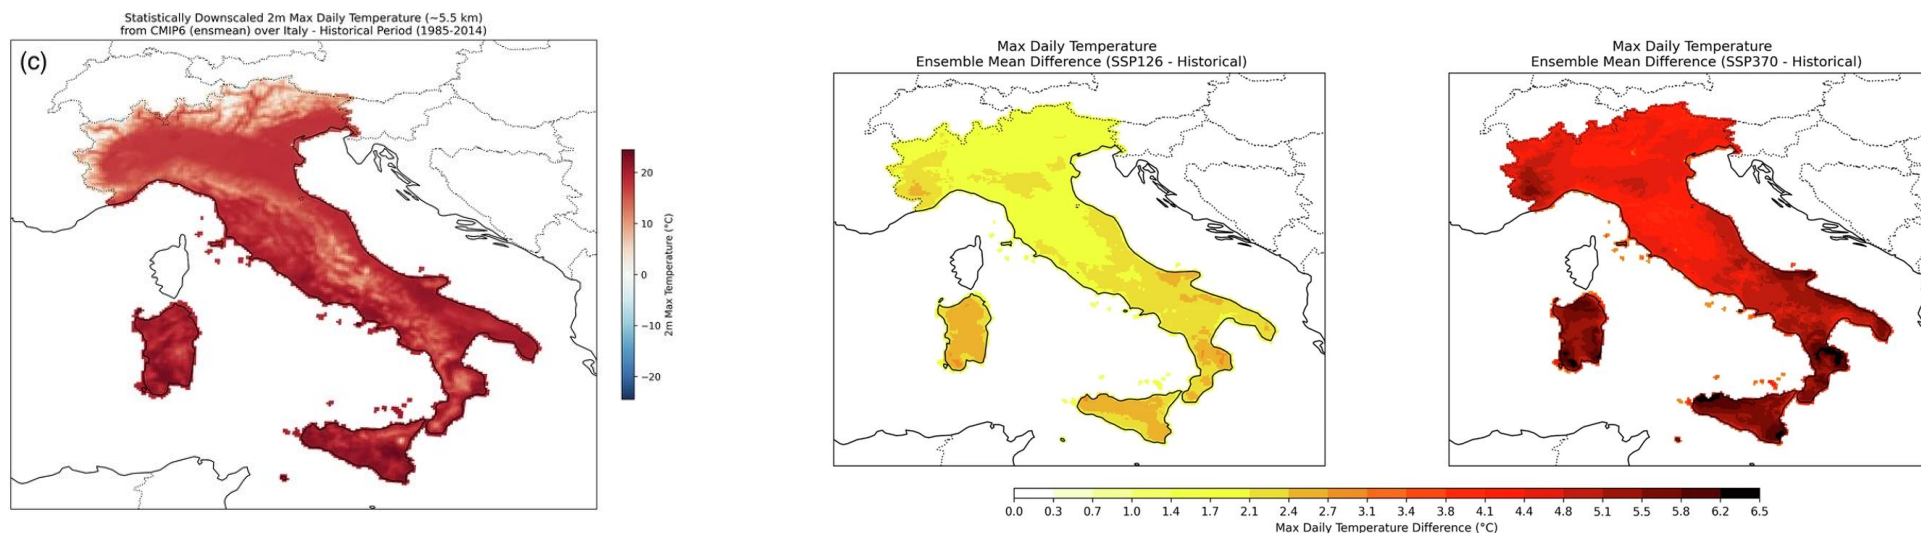 Statistically Downscaled 2m Max Daily Temperature (~5.5 km)
from CMIP6 (ensmean) over Italy - Historical Period (1985-2014)
(c)
20
10
0
−10
−20
2m Max Temperature (°C)
Max Daily Temperature
Ensemble Mean Difference (SSP126 - Historical)
Max Daily Temperature
Ensemble Mean Difference (SSP370 - Historical)
0.0 0.3 0.7 1.0 1.4 1.7 2.1 2.4 2.7 3.1 3.4 3.8 4.1 4.4 4.8 5.1 5.5 5.8 6.2 6.5
Max Daily Temperature Difference (°C)